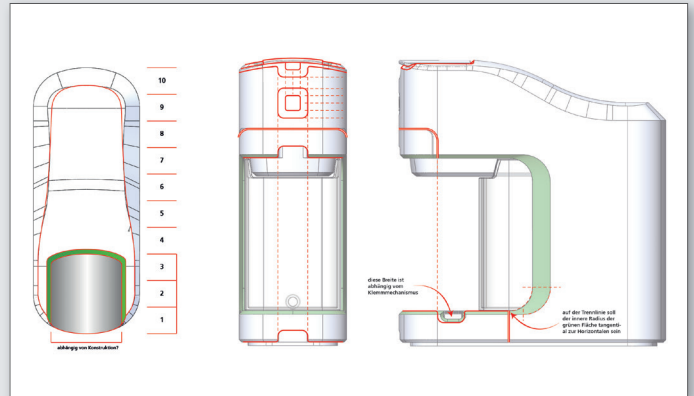 10
9
8
7
6
5
4
3
2
1
abhängig von Konstruktion?
diese Breite ist
abhängig vom
Klemmmechanismus
auf der Trennlinie soll
der innere Radius der
grünen Fläche tangenti-
al zur Horizontalen sein